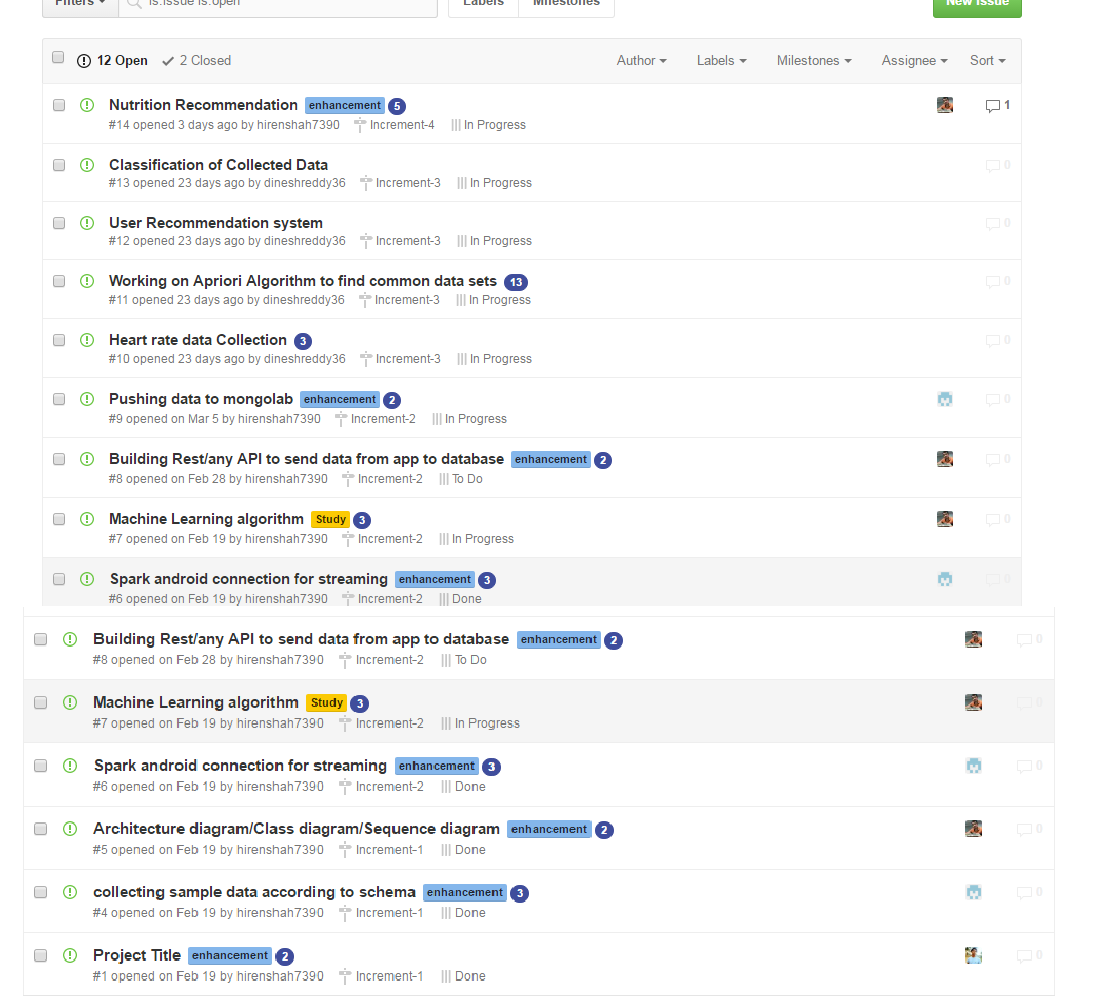 Filters is:issue is:open Labels Milestones New issue
12 Open 2 Closed Author Labels Milestones Assignee Sort
Nutrition Recommendation enhancement 5 1
#14 opened 3 days ago by hirenshah7390 Increment-4 In Progress
Classification of Collected Data 0
#13 opened 23 days ago by dineshreddy36 Increment-3 In Progress
User Recommendation system 0
#12 opened 23 days ago by dineshreddy36 Increment-3 In Progress
Working on Apriori Algorithm to find common data sets 13 0
#11 opened 23 days ago by dineshreddy36 Increment-3 In Progress
Heart rate data Collection 3 0
#10 opened 23 days ago by dineshreddy36 Increment-3 In Progress
Pushing data to mongolab enhancement 2 0
#9 opened on Mar 5 by hirenshah7390 Increment-2 In Progress
Building Rest/any API to send data from app to database enhancement 2 0
#8 opened on Feb 28 by hirenshah7390 Increment-2 To Do
Machine Learning algorithm Study 3 0
#7 opened on Feb 19 by hirenshah7390 Increment-2 In Progress
Spark android connection for streaming enhancement 3 0
#6 opened on Feb 19 by hirenshah7390 Increment-2 Done
Building Rest/any API to send data from app to database enhancement 2 0
#8 opened on Feb 28 by hirenshah7390 Increment-2 To Do
Machine Learning algorithm Study 3 0
#7 opened on Feb 19 by hirenshah7390 Increment-2 In Progress
Spark android connection for streaming enhancement 3 0
#6 opened on Feb 19 by hirenshah7390 Increment-2 Done
Architecture diagram/Class diagram/Sequence diagram enhancement 2 0
#5 opened on Feb 19 by hirenshah7390 Increment-1 Done
collecting sample data according to schema enhancement 3 0
#4 opened on Feb 19 by hirenshah7390 Increment-1 Done
Project Title enhancement 2 0
#1 opened on Feb 19 by hirenshah7390 Increment-1 Done